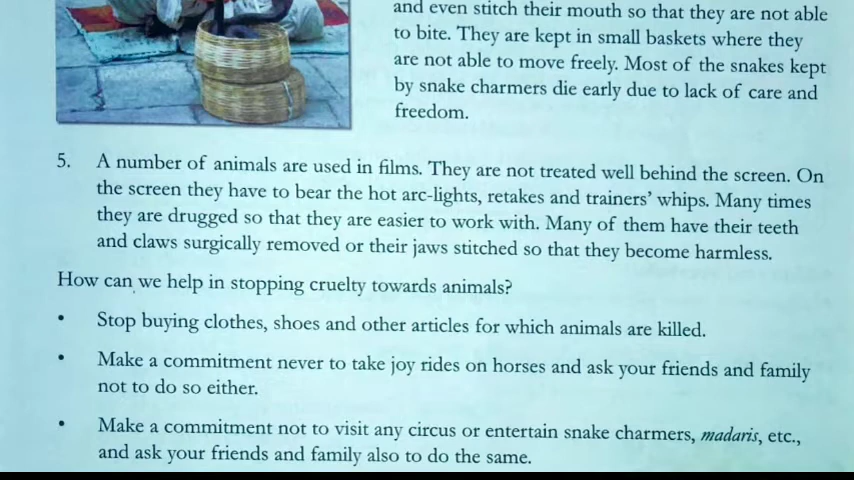 and even stitch their mouth so that they are not able
to bite. They are kept in small baskets where they
are not able to move freely. Most of the snakes kept
by snake charmers die early due to lack of care and
freedom.
5. A number of animals are used in films. They are not treated well behind the screen. On
the screen they have to bear the hot arc-lights, retakes and trainers' whips. Many times
they are drugged so that they are easier to work with. Many of them have their teeth
and claws surgically removed or their jaws stitched so that they become harmless.
How can we help in stopping cruelty towards animals?
• Stop buying clothes, shoes and other articles for which animals are killed.
• Make a commitment never to take joy rides on horses and ask your friends and family
not to do so either.
• Make a commitment not to visit any circus or entertain snake charmers, madaris, etc.,
and ask your friends and family also to do the same.